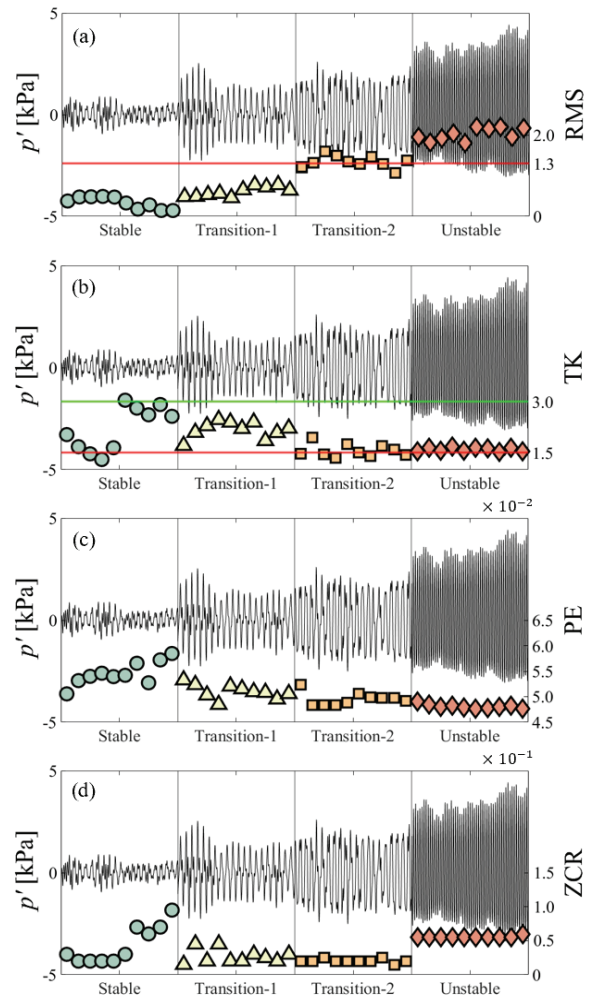 (a)
5
0
-5
p′ [kPa]
2.0
1.3
0
RMS
Stable Transition-1 Transition-2 Unstable
(b)
5
0
-5
p′ [kPa]
3.0
1.5
TK
Stable Transition-1 Transition-2 Unstable
× 10⁻²
(c)
5
0
-5
p′ [kPa]
6.5
6.0
5.5
5.0
4.5
PE
Stable Transition-1 Transition-2 Unstable
× 10⁻¹
(d)
5
0
-5
p′ [kPa]
1.5
1.0
0.5
0
ZCR
Stable Transition-1 Transition-2 Unstable